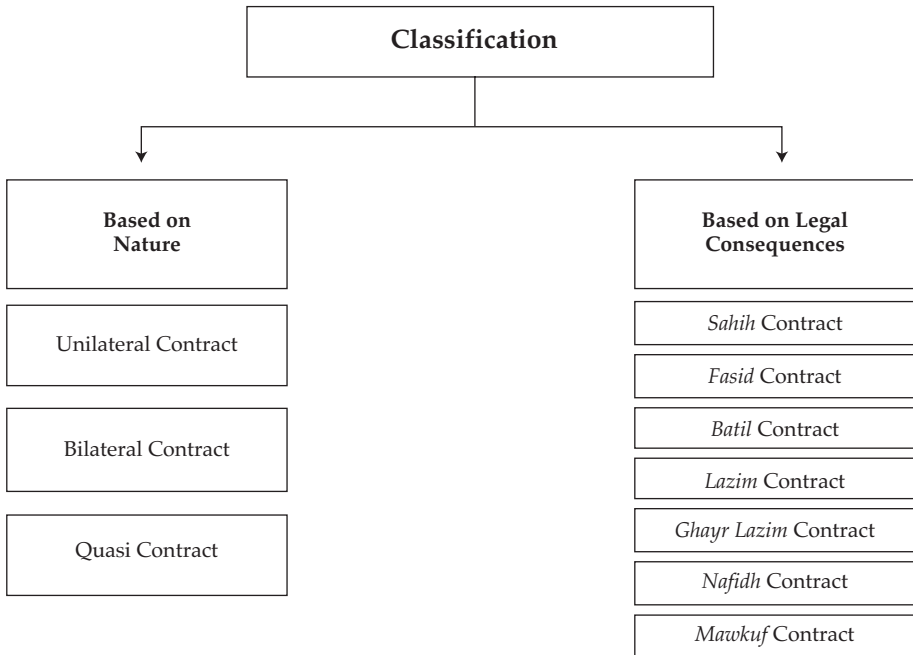 Classification
Based on
Nature
Unilateral Contract
Bilateral Contract
Quasi Contract
Based on Legal
Consequences
Sahih Contract
Fasid Contract
Batil Contract
Lazim Contract
Ghayr Lazim Contract
Nafidh Contract
Mawkuf Contract